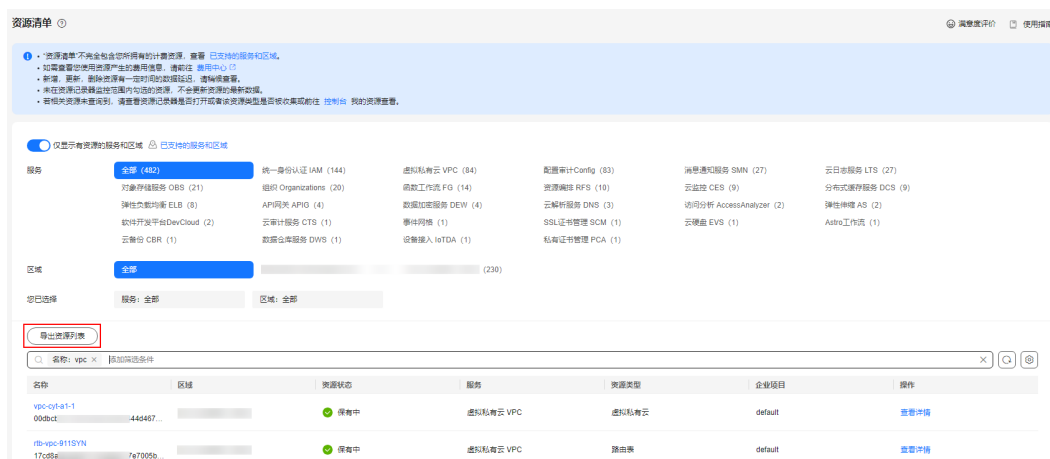 资源清单
满意度评价 使用指南
• "资源清单"不完全包含您所拥有的计费资源，查看 已支持的服务和区域。
• 如需查看您使用资源产生的费用信息，请前往 费用中心
• 新增、更新、删除资源有一定时间的数据延迟，请稍候查看。
• 未在资源记录器监控范围内勾选的资源，不会更新资源的最新数据。
• 若相关资源未查询到，请查看资源记录器是否打开或者该资源类型是否被收集或前往 控制台 我的资源查看。
仅显示有资源的服务和区域 已支持的服务和区域
服务 全部 (482) 统一身份认证 IAM (144) 虚拟私有云 VPC (84) 配置审计Config (83) 消息通知服务 SMN (27) 云日志服务 LTS (27)
对象存储服务 OBS (21) 组织 Organizations (20) 函数工作流 FG (14) 资源编排 RFS (10) 云监控 CES (9) 分布式缓存服务 DCS (9)
弹性负载均衡 ELB (8) API网关 APIG (4) 数据加密服务 DEW (4) 云解析服务 DNS (3) 访问分析 AccessAnalyzer (2) 弹性伸缩 AS (2)
软件开发平台DevCloud (2) 云审计服务 CTS (1) 事件网格 (1) SSL证书管理 SCM (1) 云硬盘 EVS (1) Astro工作流 (1)
云备份 CBR (1) 数据仓库服务 DWS (1) 设备接入 IoTDA (1) 私有证书管理 PCA (1)
区域 全部 (230)
您已选择 服务：全部 区域：全部
导出资源列表
名称：vpc × 添加筛选条件
名称 区域 资源状态 服务 资源类型 企业项目 操作
vpc-cyt-a1-1 保有中 虚拟私有云 VPC 虚拟私有云 default 查看详情
00dbct 44d467...
rtb-vpc-911SYN 保有中 虚拟私有云 VPC 路由表 default 查看详情
17cd8a 7e7005b...